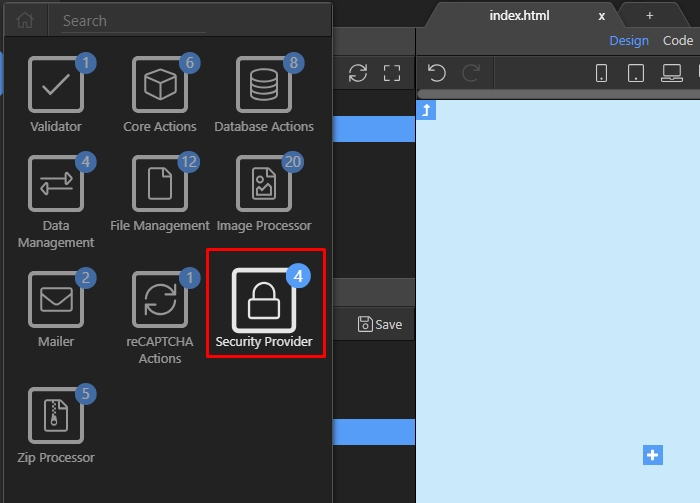 Search
index.html x +
Design Code
1 6 8
Validator Core Actions Database Actions
4 12 20
Data Management
File Management Image Processor
2 1 4
Mailer
reCAPTCHA Actions
Security Provider
Save
5
Zip Processor